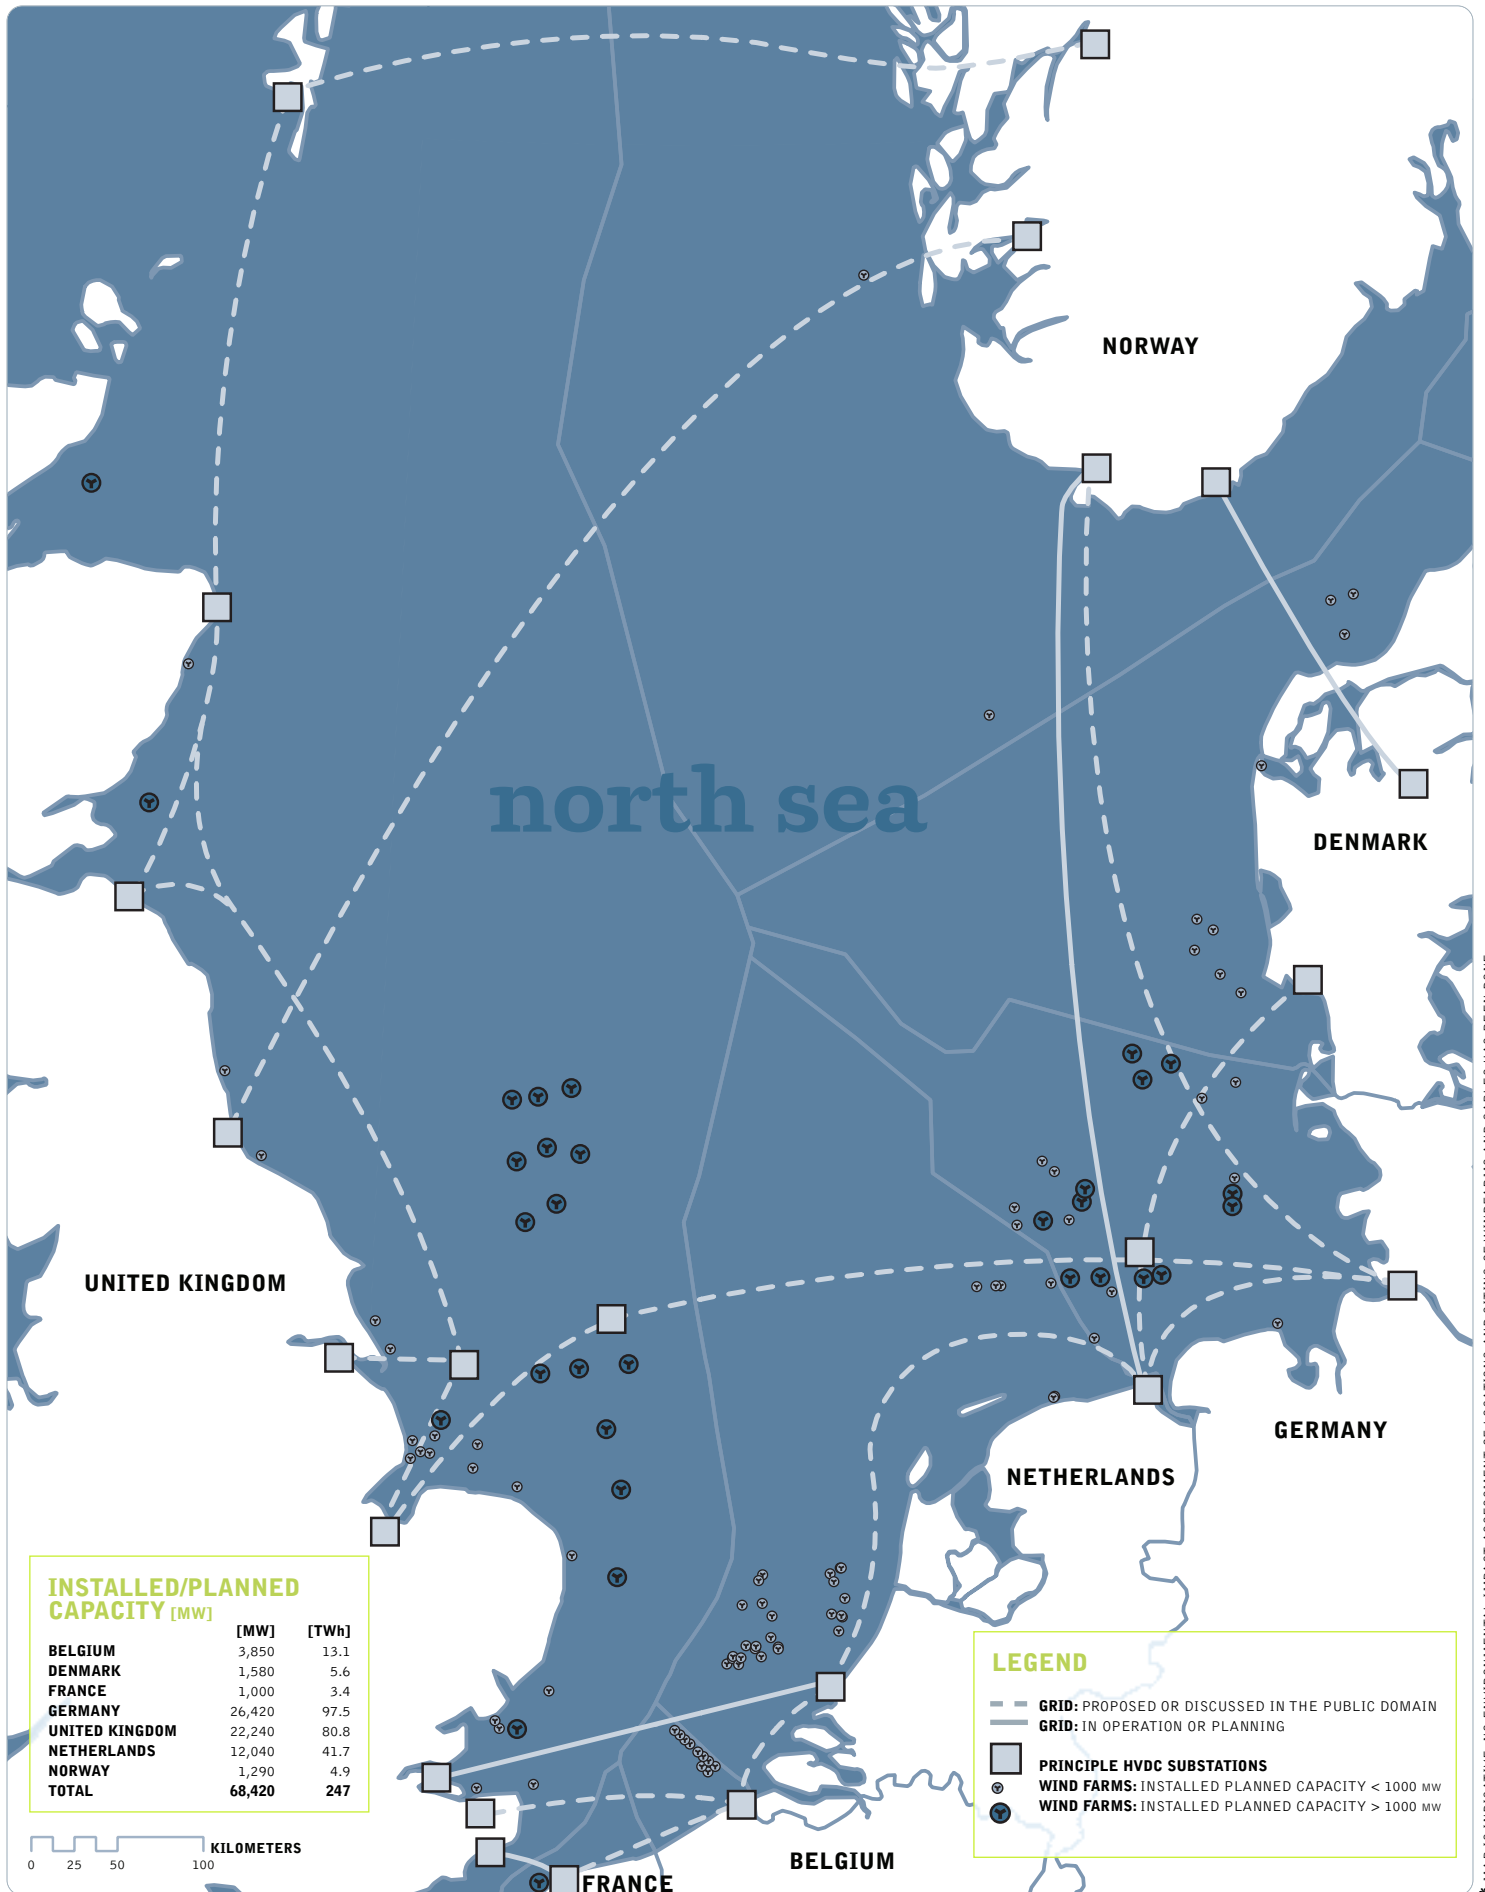 NORWAY
north sea
DENMARK
UNITED KINGDOM
GERMANY
NETHERLANDS
BELGIUM
FRANCE
INSTALLED/PLANNED
CAPACITY [MW]
[MW] [TWh]
BELGIUM 3,850 13.1
DENMARK 1,580 5.6
FRANCE 1,000 3.4
GERMANY 26,420 97.5
UNITED KINGDOM 22,240 80.8
NETHERLANDS 12,040 41.7
NORWAY 1,290 4.9
TOTAL 68,420 247
KILOMETERS
0 25 50 100
LEGEND
GRID: PROPOSED OR DISCUSSED IN THE PUBLIC DOMAIN
GRID: IN OPERATION OR PLANNING
PRINCIPLE HVDC SUBSTATIONS
WIND FARMS: INSTALLED PLANNED CAPACITY < 1000 MW
WIND FARMS: INSTALLED PLANNED CAPACITY > 1000 MW